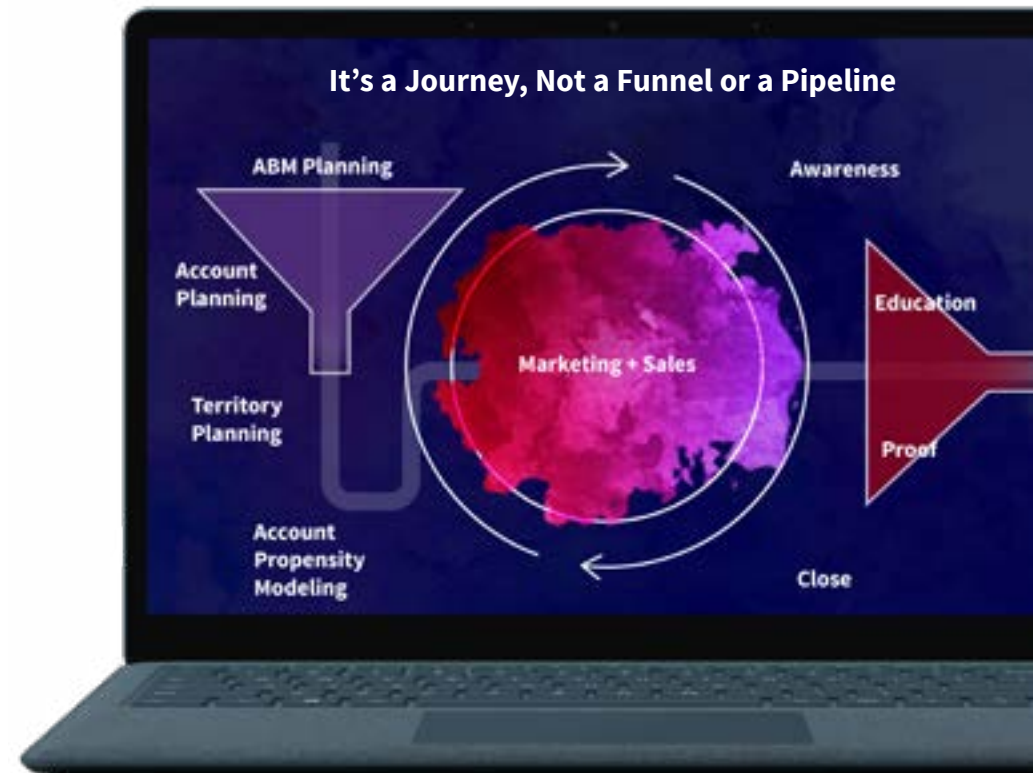 It’s a Journey, Not a Funnel or a Pipeline
ABM Planning
Account
Planning
Territory
Planning
Account
Propensity
Modeling
Marketing + Sales
Awareness
Education
Proof
Close